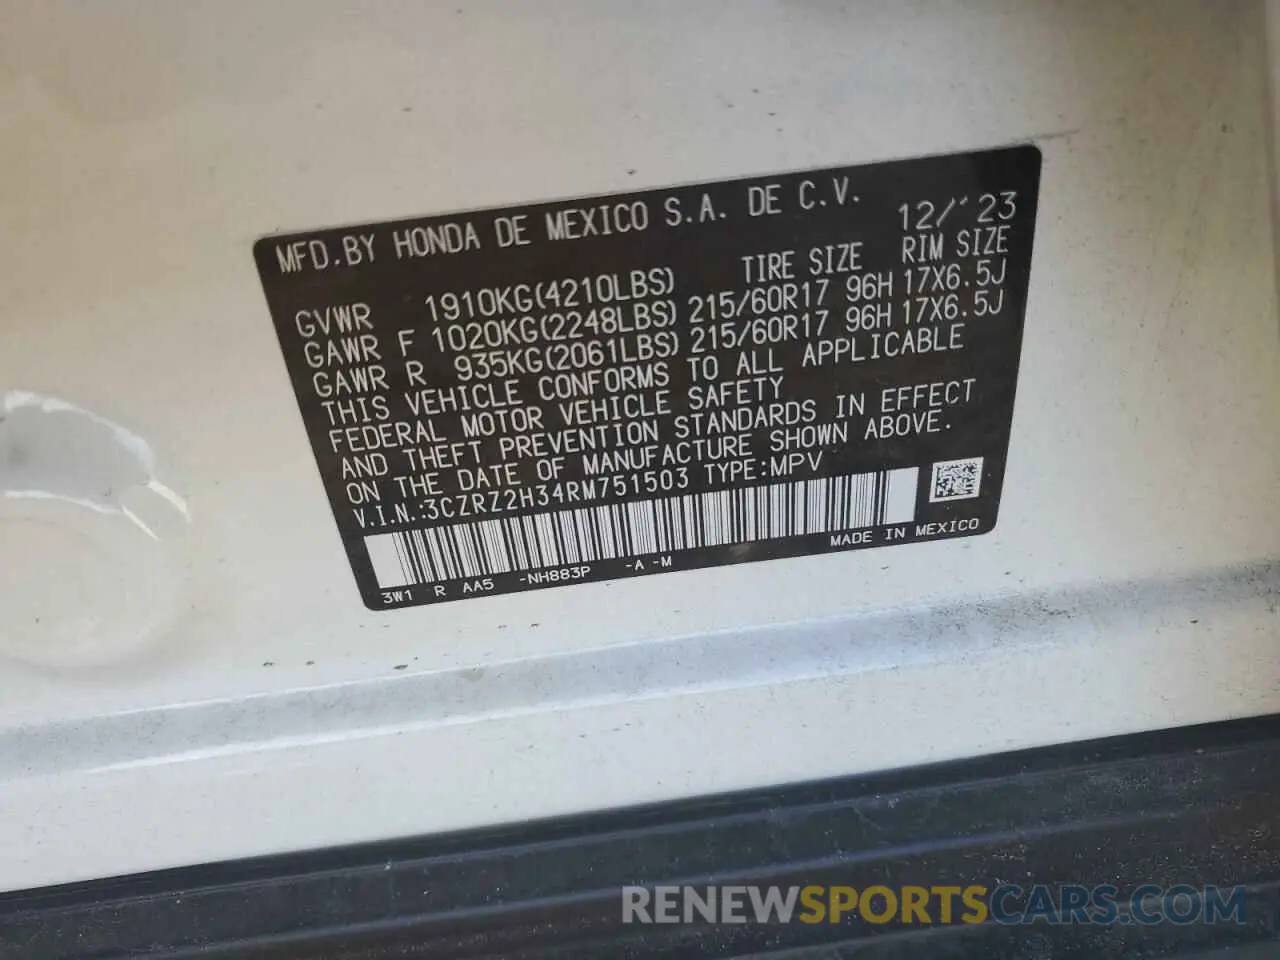 MFD.BY HONDA DE MEXICO S.A. DE C.V. 12/'23
TIRE SIZE RIM SIZE
GVWR 1910KG(4210LBS)
GAWR F 1020KG(2248LBS) 215/60R17 96H 17X6.5J
GAWR R 935KG(2061LBS) 215/60R17 96H 17X6.5J
THIS VEHICLE CONFORMS TO ALL APPLICABLE
FEDERAL MOTOR VEHICLE SAFETY
AND THEFT PREVENTION STANDARDS IN EFFECT
ON THE DATE OF MANUFACTURE SHOWN ABOVE.
V.I.N.:3CZRZ2H34RM751503 TYPE:MPV
MADE IN MEXICO
3W1 R AA5 -NH883P -A -M
RENEWSPORTSCARS.COM